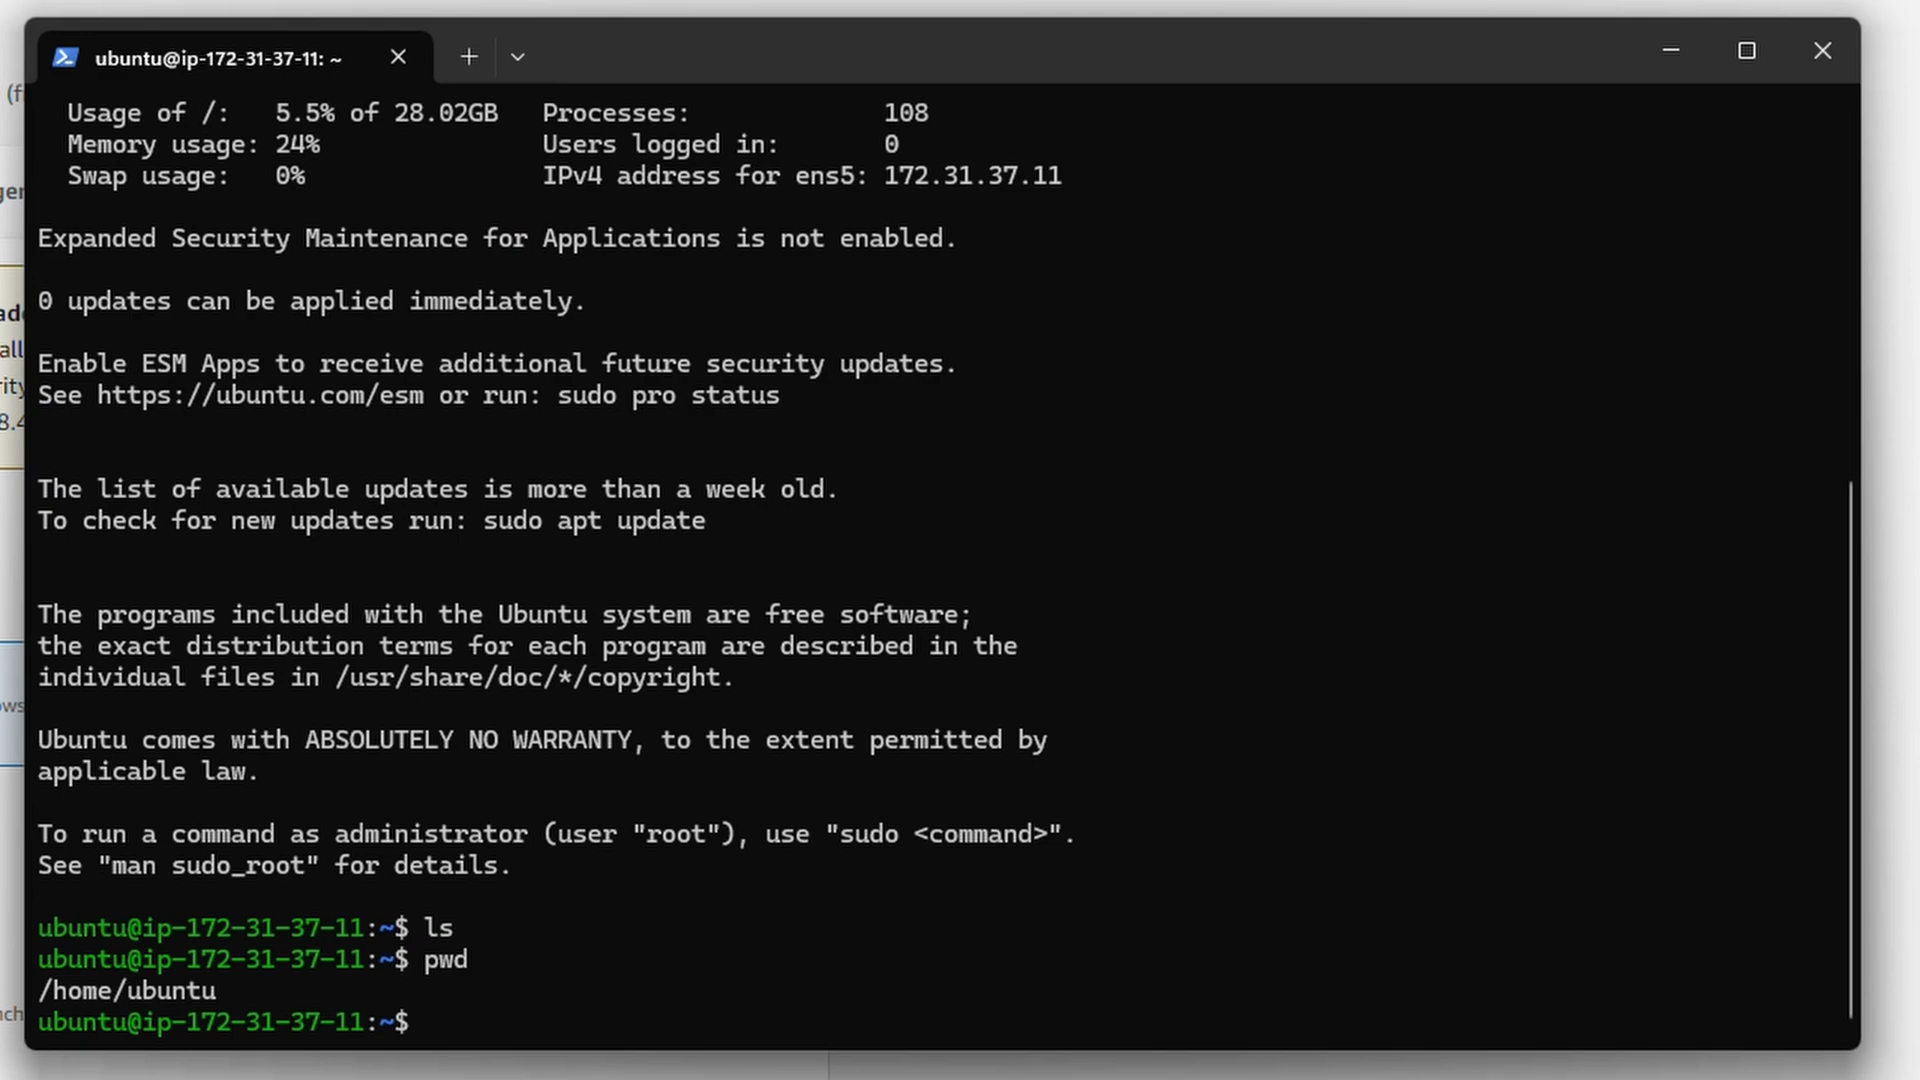 ubuntu@ip-172-31-37-11: ~
Usage of /: 5.5% of 28.02GB Processes: 108
Memory usage: 24% Users logged in: 0
Swap usage: 0% IPv4 address for ens5: 172.31.37.11
Expanded Security Maintenance for Applications is not enabled.
0 updates can be applied immediately.
Enable ESM Apps to receive additional future security updates.
See https://ubuntu.com/esm or run: sudo pro status
The list of available updates is more than a week old.
To check for new updates run: sudo apt update
The programs included with the Ubuntu system are free software;
the exact distribution terms for each program are described in the
individual files in /usr/share/doc/*/copyright.
Ubuntu comes with ABSOLUTELY NO WARRANTY, to the extent permitted by
applicable law.
To run a command as administrator (user "root"), use "sudo <command>".
See "man sudo_root" for details.
ubuntu@ip-172-31-37-11:~$ ls
ubuntu@ip-172-31-37-11:~$ pwd
/home/ubuntu
ubuntu@ip-172-31-37-11:~$